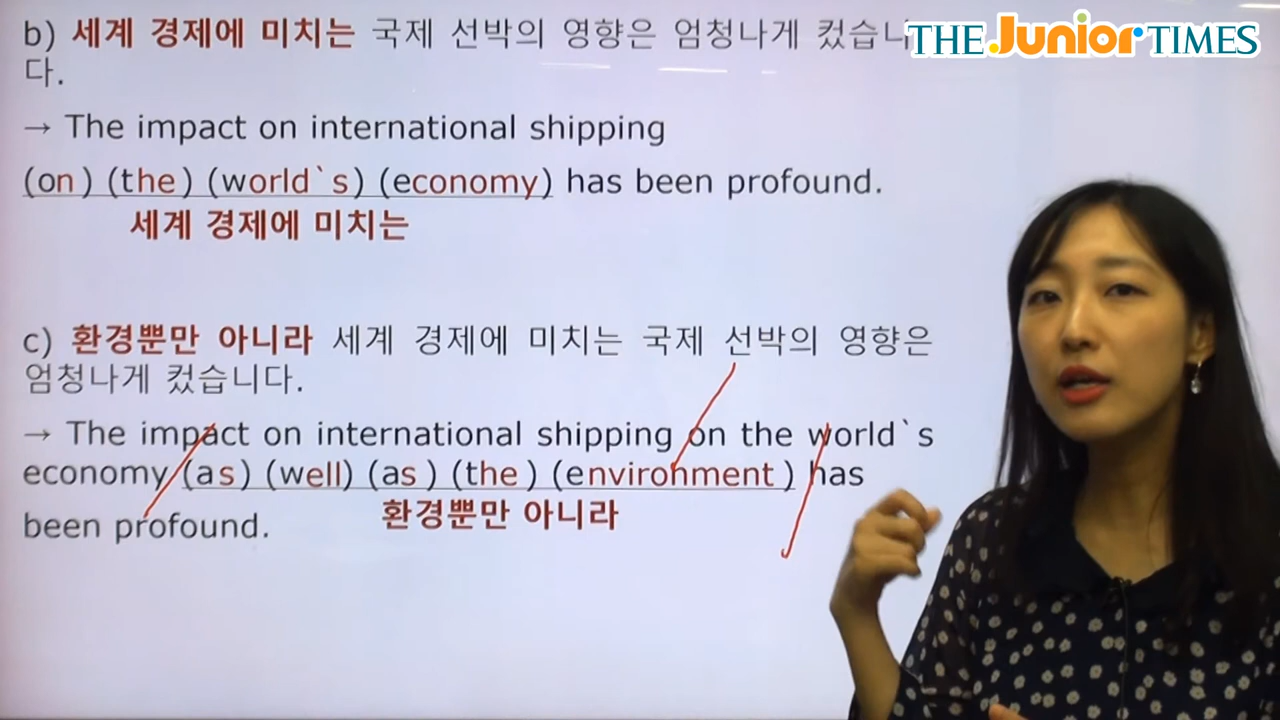 b) 세계 경제에 미치는 국제 선박의 영향은 엄청나게 컸습니
다.
THE Junior TIMES
→ The impact on international shipping
(on) (the) (world`s) (economy) has been profound.
세계 경제에 미치는
c) 환경뿐만 아니라 세계 경제에 미치는 국제 선박의 영향은
엄청나게 컸습니다.
→ The impact on international shipping on the world`s
economy (as) (well) (as) (the) (environment) has
been profound.
환경뿐만 아니라